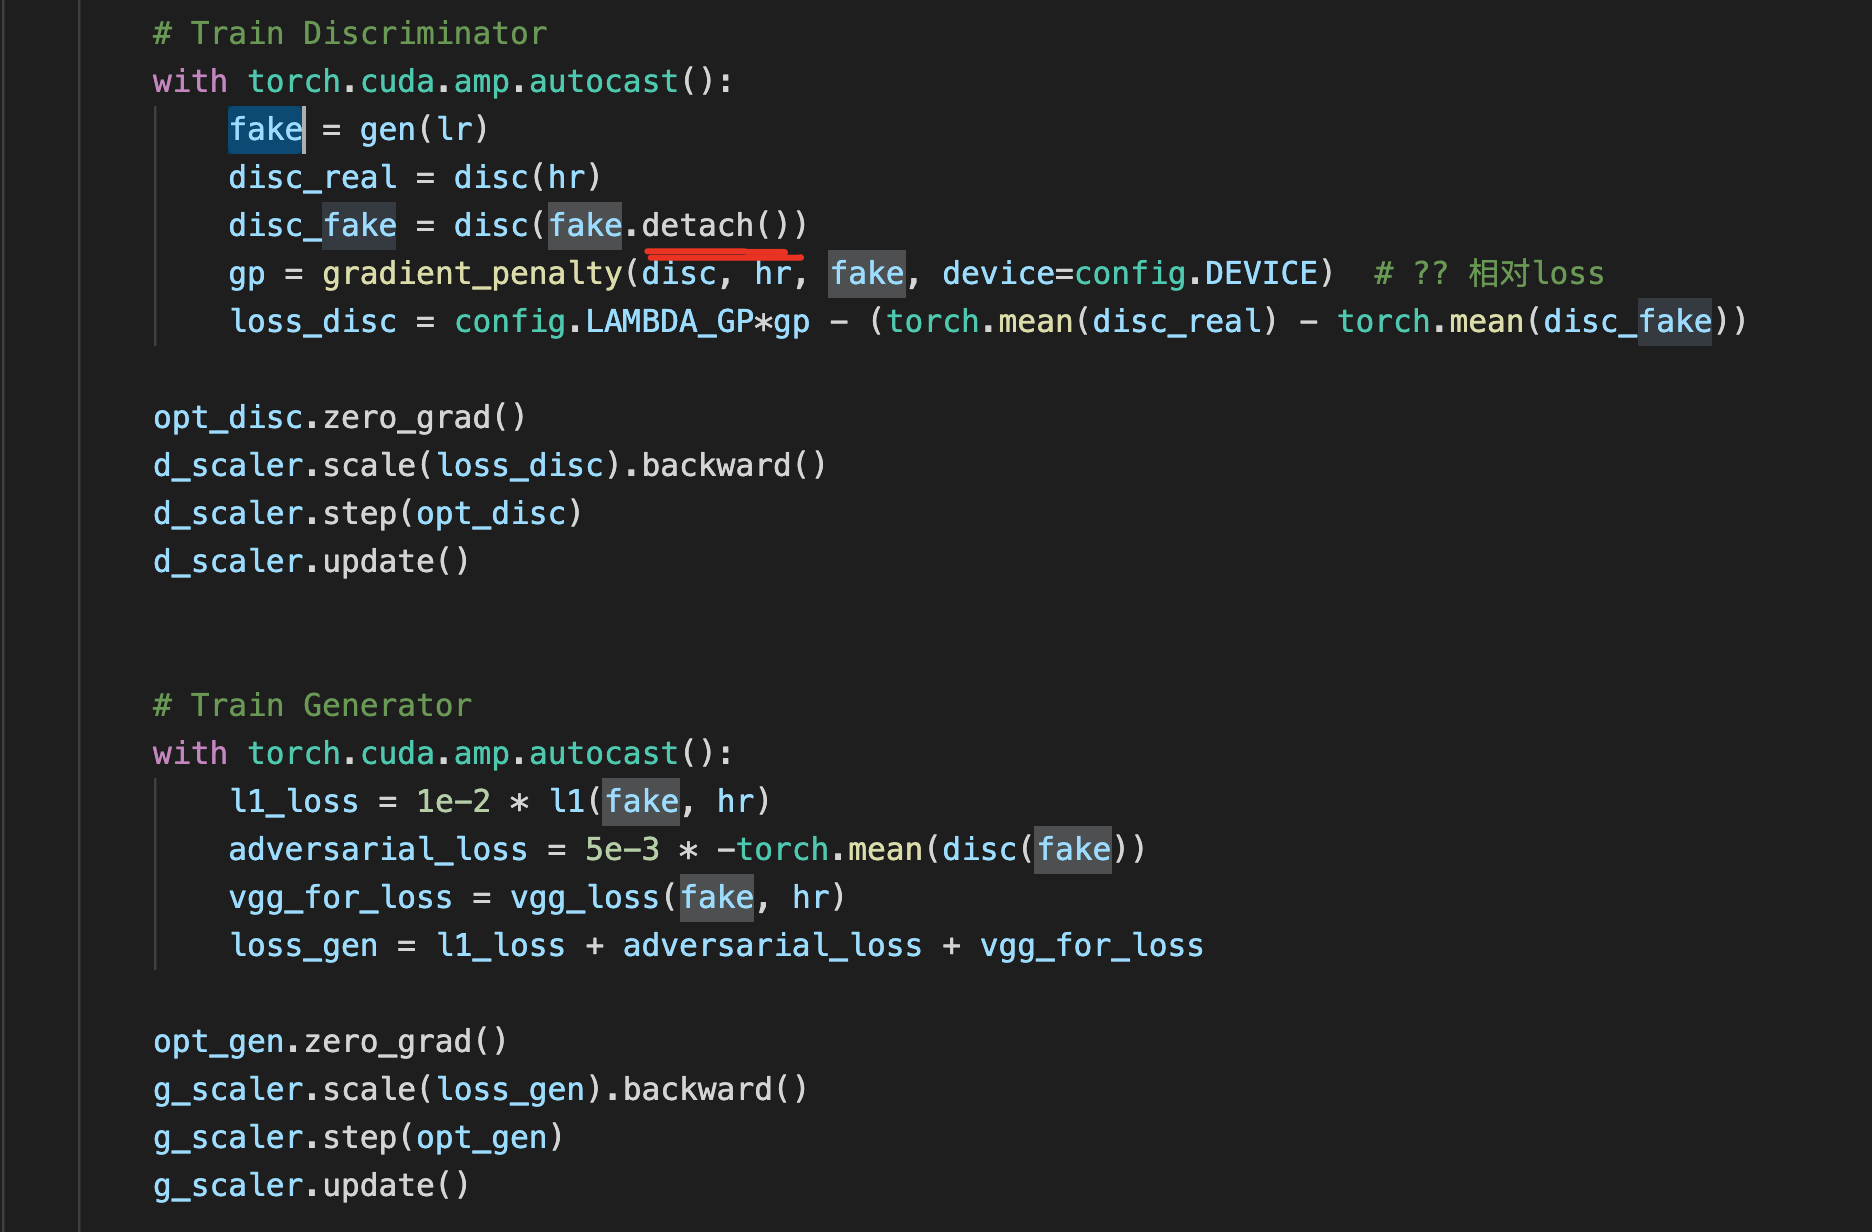 # Train Discriminator
with torch.cuda.amp.autocast():
fake = gen(lr)
disc_real = disc(hr)
disc_fake = disc(fake.detach())
gp = gradient_penalty(disc, hr, fake, device=config.DEVICE)  # ?? 相对loss
loss_disc = config.LAMBDA_GP*gp - (torch.mean(disc_real) - torch.mean(disc_fake))
opt_disc.zero_grad()
d_scaler.scale(loss_disc).backward()
d_scaler.step(opt_disc)
d_scaler.update()
# Train Generator
with torch.cuda.amp.autocast():
l1_loss = 1e-2 * l1(fake, hr)
adversarial_loss = 5e-3 * -torch.mean(disc(fake))
vgg_for_loss = vgg_loss(fake, hr)
loss_gen = l1_loss + adversarial_loss + vgg_for_loss
opt_gen.zero_grad()
g_scaler.scale(loss_gen).backward()
g_scaler.step(opt_gen)
g_scaler.update()